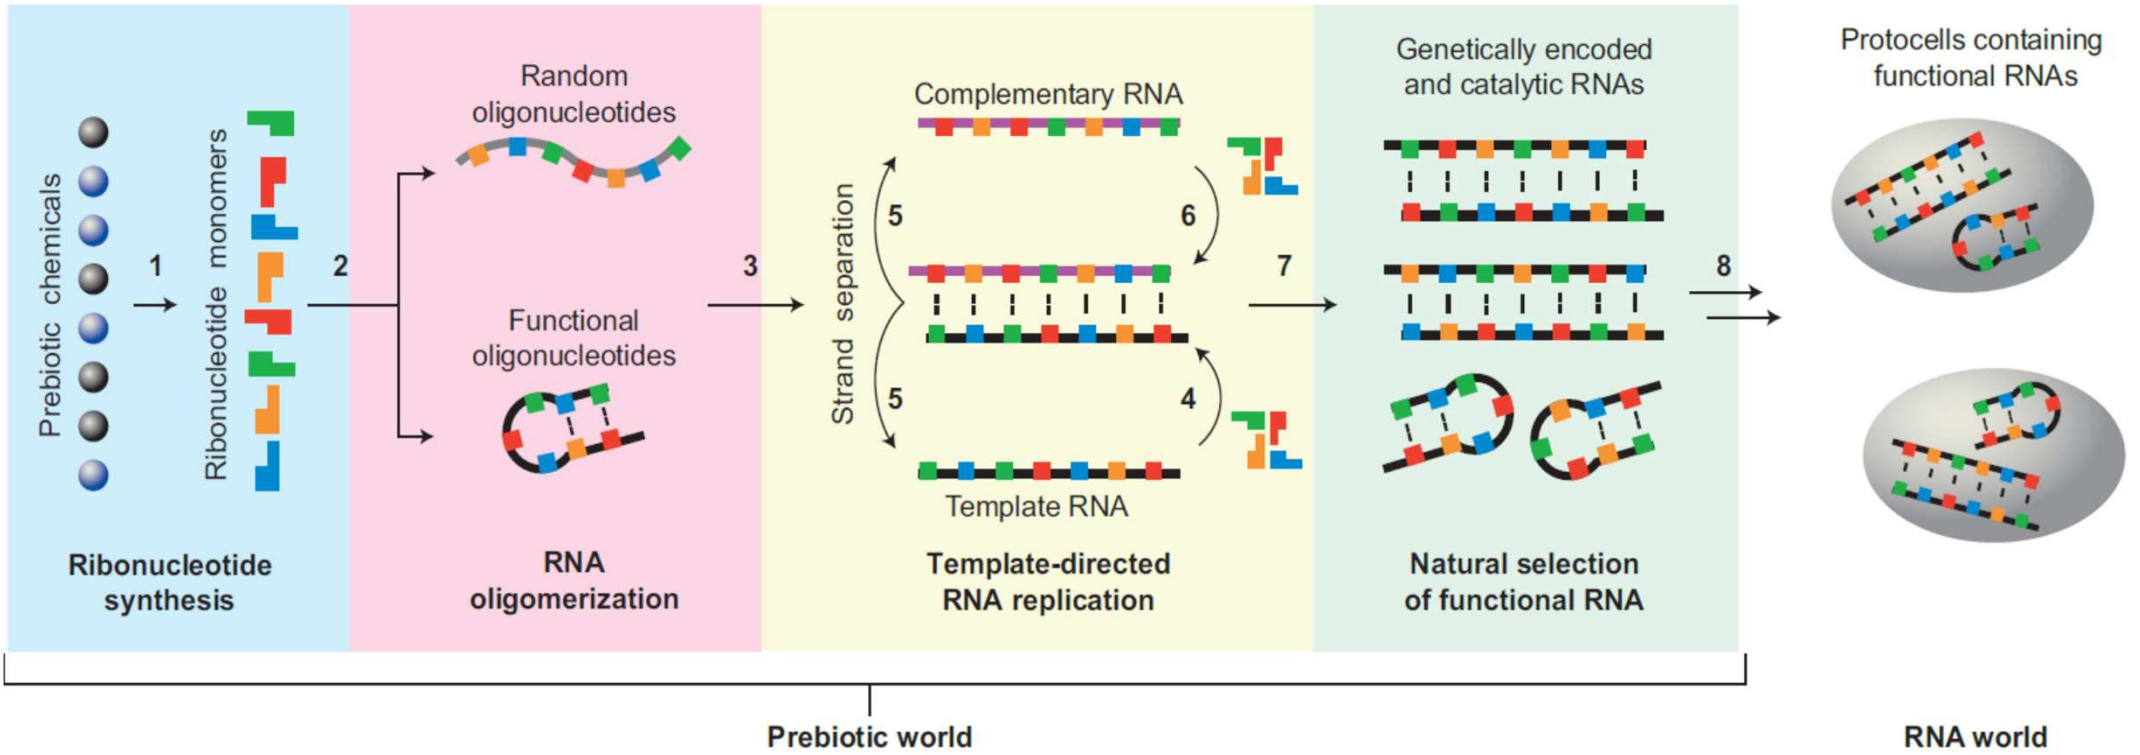 Prebiotic chemicals
1
Ribonucleotide monomers
2
Ribonucleotide
synthesis
Random
oligonucleotides
Functional
oligonucleotides
3
RNA
oligomerization
Complementary RNA
Strand separation
5
6
5
4
Template RNA
7
Template-directed
RNA replication
Genetically encoded
and catalytic RNAs
8
Natural selection
of functional RNA
Protocells containing
functional RNAs
Prebiotic world
RNA world